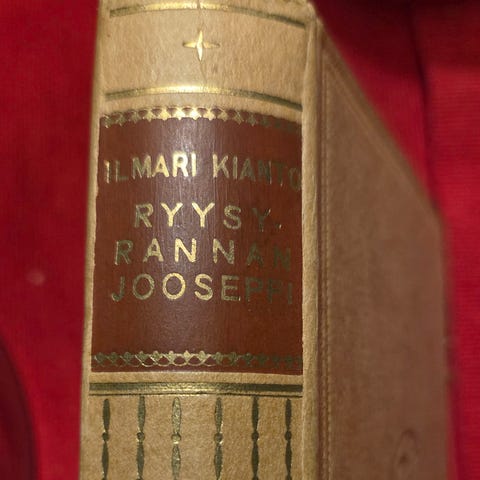 ILMARI KIANTO
RYYSY-
RANNAN
JOOSEPPI